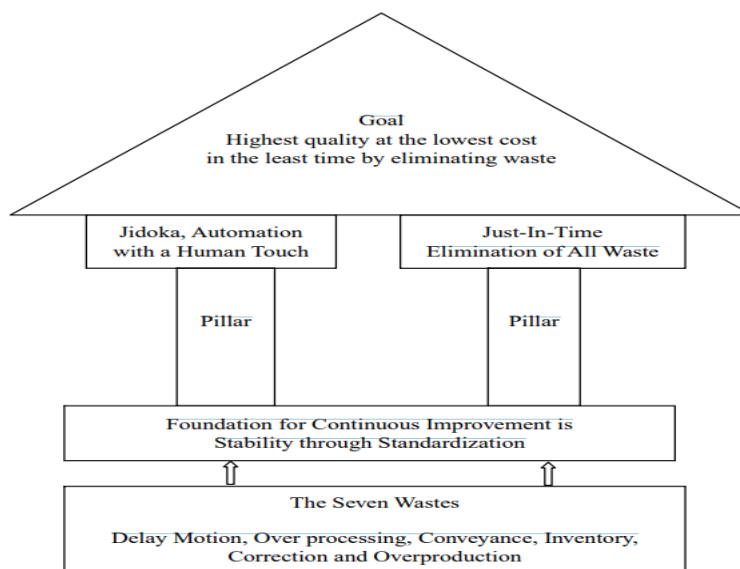 Goal
Highest quality at the lowest cost
in the least time by eliminating waste
Jidoka, Automation
with a Human Touch
Just-In-Time
Elimination of All Waste
Pillar
Pillar
Foundation for Continuous Improvement is
Stability through Standardization
The Seven Wastes
Delay Motion, Over processing, Conveyance, Inventory,
Correction and Overproduction